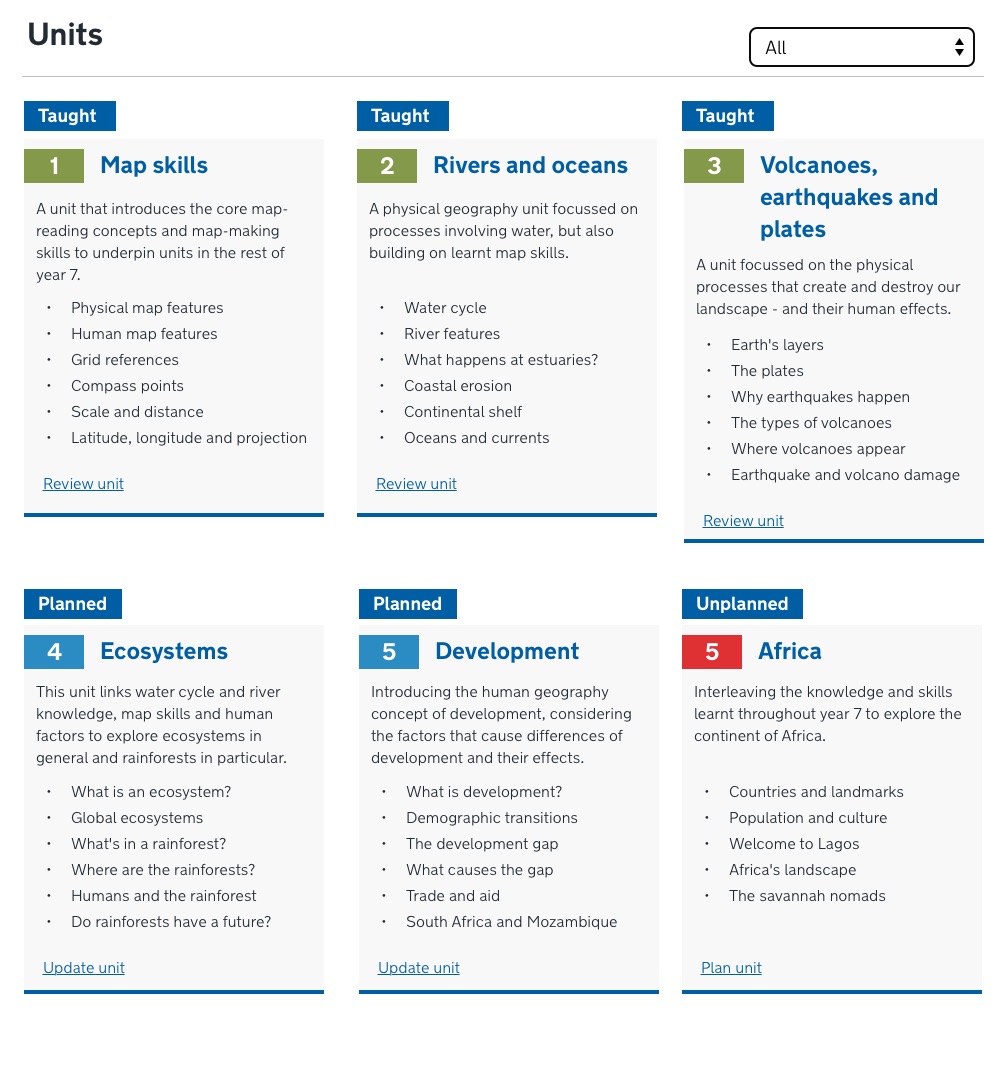 Units
All
Taught
1 Map skills
A unit that introduces the core map-
reading concepts and map-making
skills to underpin units in the rest of
year 7.
• Physical map features
• Human map features
• Grid references
• Compass points
• Scale and distance
• Latitude, longitude and projection
Review unit
Taught
2 Rivers and oceans
A physical geography unit focussed on
processes involving water, but also
building on learnt map skills.
• Water cycle
• River features
• What happens at estuaries?
• Coastal erosion
• Continental shelf
• Oceans and currents
Review unit
Taught
3 Volcanoes,
earthquakes and
plates
A unit focussed on the physical
processes that create and destroy our
landscape - and their human effects.
• Earth's layers
• The plates
• Why earthquakes happen
• The types of volcanoes
• Where volcanoes appear
• Earthquake and volcano damage
Review unit
Planned
4 Ecosystems
This unit links water cycle and river
knowledge, map skills and human
factors to explore ecosystems in
general and rainforests in particular.
• What is an ecosystem?
• Global ecosystems
• What's in a rainforest?
• Where are the rainforests?
• Humans and the rainforest
• Do rainforests have a future?
Update unit
Planned
5 Development
Introducing the human geography
concept of development, considering
the factors that cause differences of
development and their effects.
• What is development?
• Demographic transitions
• The development gap
• What causes the gap
• Trade and aid
• South Africa and Mozambique
Update unit
Unplanned
5 Africa
Interleaving the knowledge and skills
learnt throughout year 7 to explore the
continent of Africa.
• Countries and landmarks
• Population and culture
• Welcome to Lagos
• Africa's landscape
• The savannah nomads
Plan unit